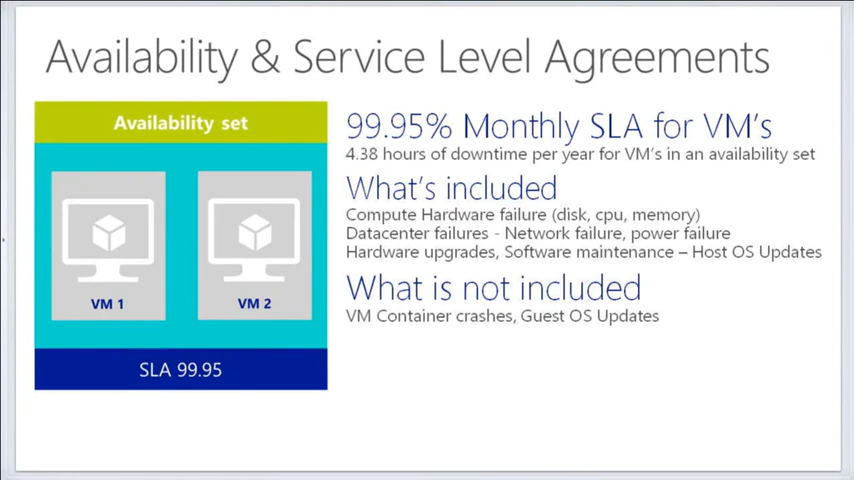 Availability & Service Level Agreements
Availability set
VM 1
VM 2
SLA 99.95
99.95% Monthly SLA for VM's
4.38 hours of downtime per year for VM's in an availability set
What's included
Compute Hardware failure (disk, cpu, memory)
Datacenter failures - Network failure, power failure
Hardware upgrades, Software maintenance – Host OS Updates
What is not included
VM Container crashes, Guest OS Updates